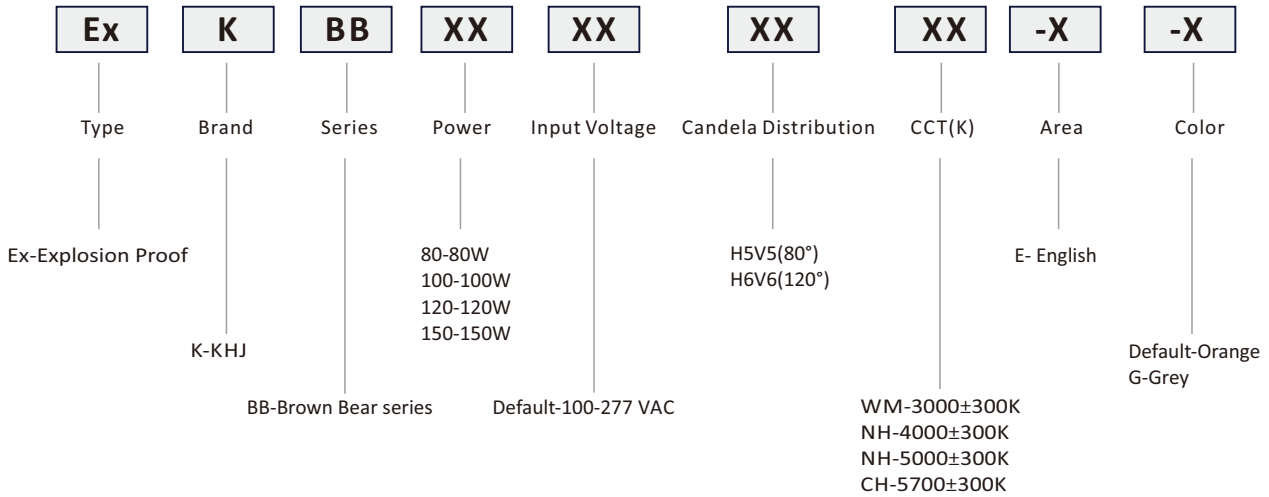 Ex K BB XX XX XX XX -X -X
Type Brand Series Power Input Voltage Candela Distribution CCT(K) Area Color
Ex-Explosion Proof
K-KHJ
BB-Brown Bear series
80-80W
100-100W
120-120W
150-150W
Default-100-277 VAC
H5V5(80°)
H6V6(120°)
WM-3000±300K
NH-4000±300K
NH-5000±300K
CH-5700±300K
E- English
Default-Orange
G-Grey